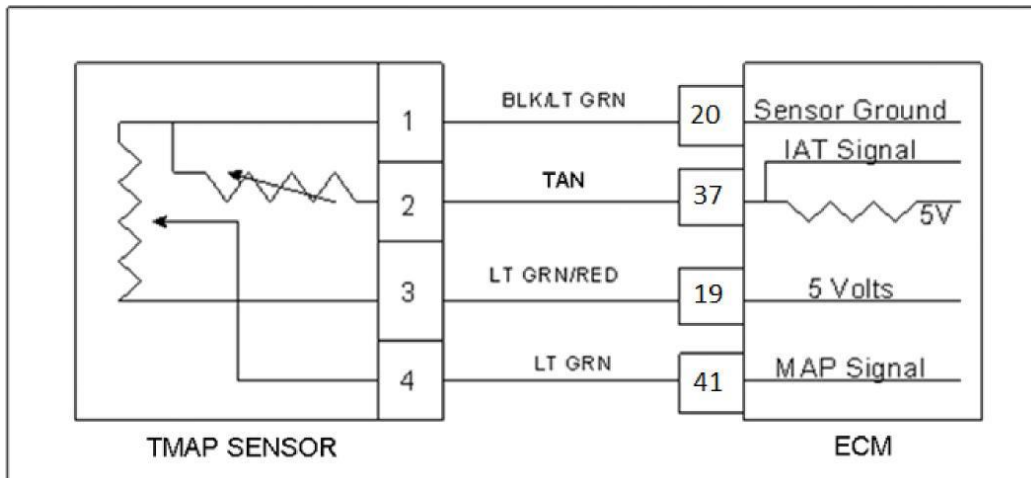 1 BLK/LT GRN 20 Sensor Ground
IAT Signal
2 TAN 37 5V
3 LT GRN/RED 19 5 Volts
4 LT GRN 41 MAP Signal
TMAP SENSOR ECM